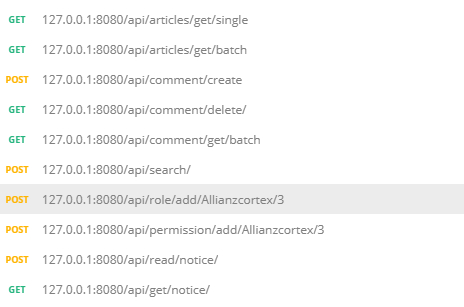 GET 127.0.0.1:8080/api/articles/get/single
GET 127.0.0.1:8080/api/articles/get/batch
POST 127.0.0.1:8080/api/comment/create
GET 127.0.0.1:8080/api/comment/delete/
GET 127.0.0.1:8080/api/comment/get/batch
POST 127.0.0.1:8080/api/search/
POST 127.0.0.1:8080/api/role/add/Allianzcortex/3
POST 127.0.0.1:8080/api/permission/add/Allianzcortex/3
POST 127.0.0.1:8080/api/read/notice/
GET 127.0.0.1:8080/api/get/notice/